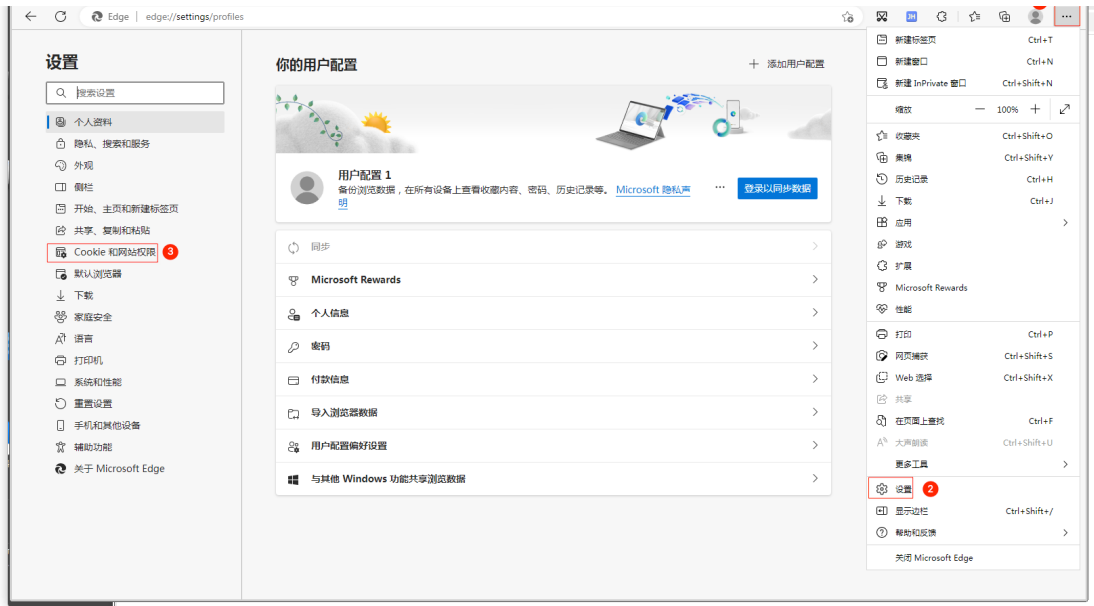 Edge | edge://settings/profiles
JH
设置
搜索设置
个人资料
隐私、搜索和服务
外观
侧栏
开始、主页和新建标签页
共享、复制和粘贴
Cookie 和网站权限 3
默认浏览器
下载
家庭安全
语言
打印机
系统和性能
重置设置
手机和其他设备
辅助功能
关于 Microsoft Edge
你的用户配置
添加用户配置
用户配置 1
备份浏览数据，在所有设备上查看收藏内容、密码、历史记录等。 Microsoft 隐私声
明
登录以同步数据
同步
Microsoft Rewards
个人信息
密码
付款信息
导入浏览器数据
用户配置偏好设置
与其他 Windows 功能共享浏览数据
新建标签页 Ctrl+T
新建窗口 Ctrl+N
新建 InPrivate 窗口 Ctrl+Shift+N
缩放 — 100% +
收藏夹 Ctrl+Shift+O
集锦 Ctrl+Shift+Y
历史记录 Ctrl+H
下载 Ctrl+J
应用
游戏
扩展
Microsoft Rewards
性能
打印 Ctrl+P
网页捕获 Ctrl+Shift+S
Web 选择 Ctrl+Shift+X
共享
在页面上查找 Ctrl+F
大声朗读 Ctrl+Shift+U
更多工具
设置 2
显示边栏 Ctrl+Shift+/
帮助和反馈
关闭 Microsoft Edge